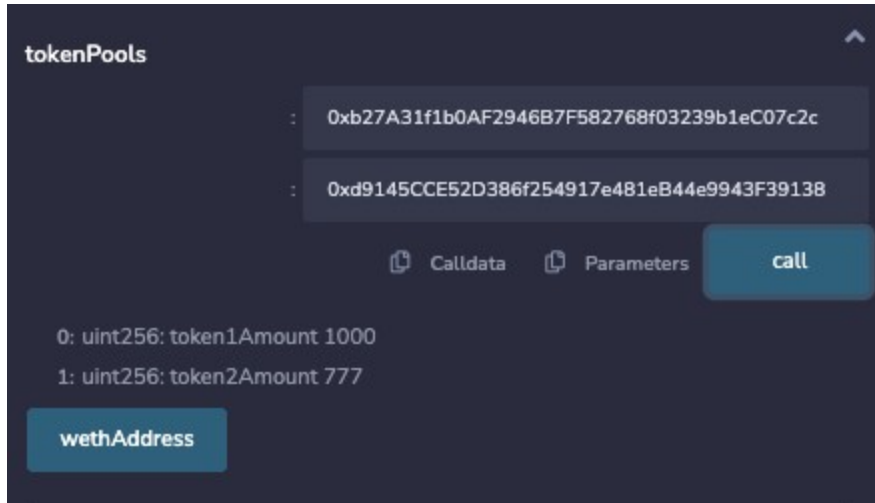 tokenPools
: 0xb27A31f1b0AF2946B7F582768f03239b1eC07c2c
: 0xd9145CCE52D386f254917e481eB44e9943F39138
Calldata Parameters call
0: uint256: token1Amount 1000
1: uint256: token2Amount 777
wethAddress